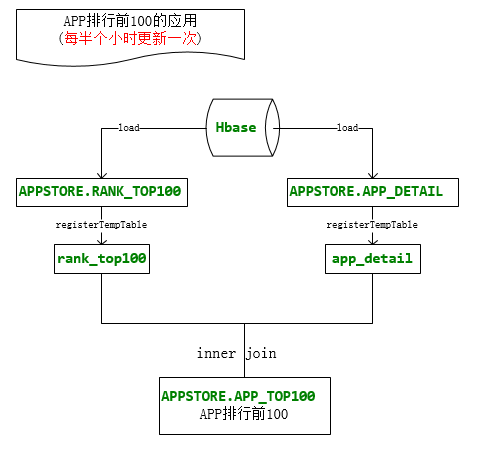 APP排行前100的应用
(每半个小时更新一次)
Hbase
load
load
APPSTORE.RANK_TOP100
APPSTORE.APP_DETAIL
registerTempTable
registerTempTable
rank_top100
app_detail
inner join
APPSTORE.APP_TOP100
APP排行前100